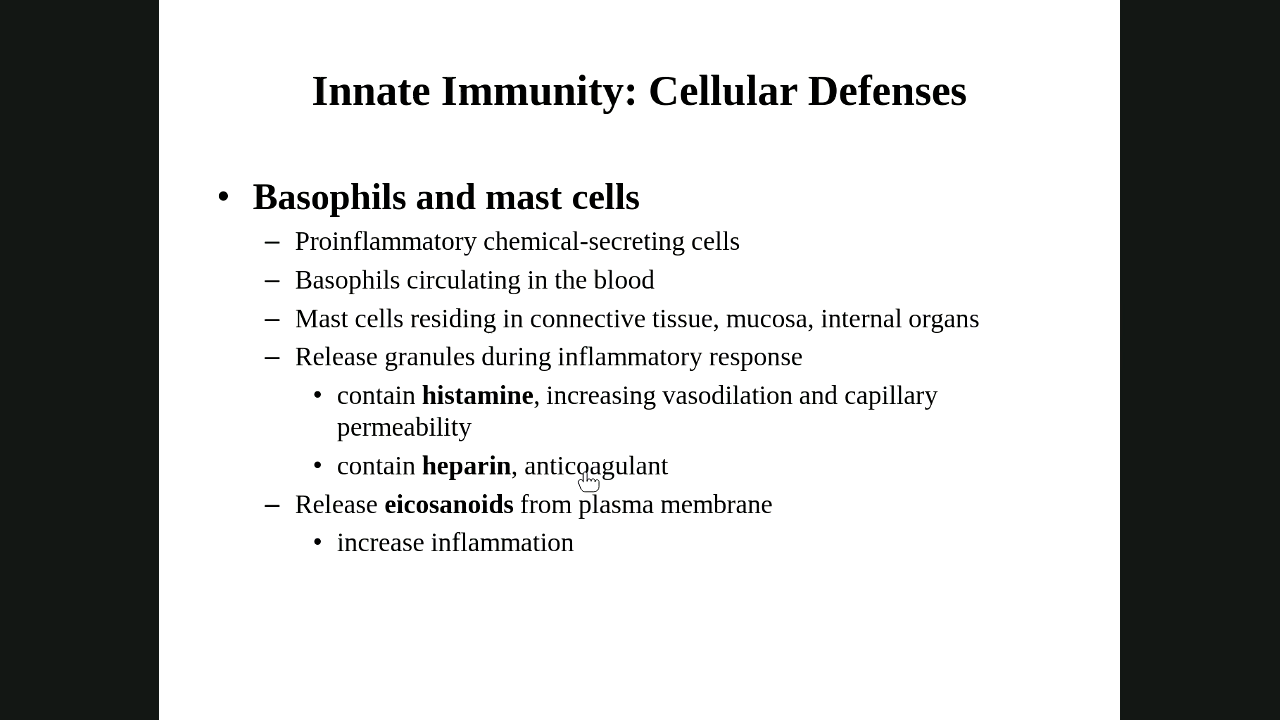 Innate Immunity: Cellular Defenses
• Basophils and mast cells
– Proinflammatory chemical-secreting cells
– Basophils circulating in the blood
– Mast cells residing in connective tissue, mucosa, internal organs
– Release granules during inflammatory response
• contain histamine, increasing vasodilation and capillary
permeability
• contain heparin, anticoagulant
– Release eicosanoids from plasma membrane
• increase inflammation